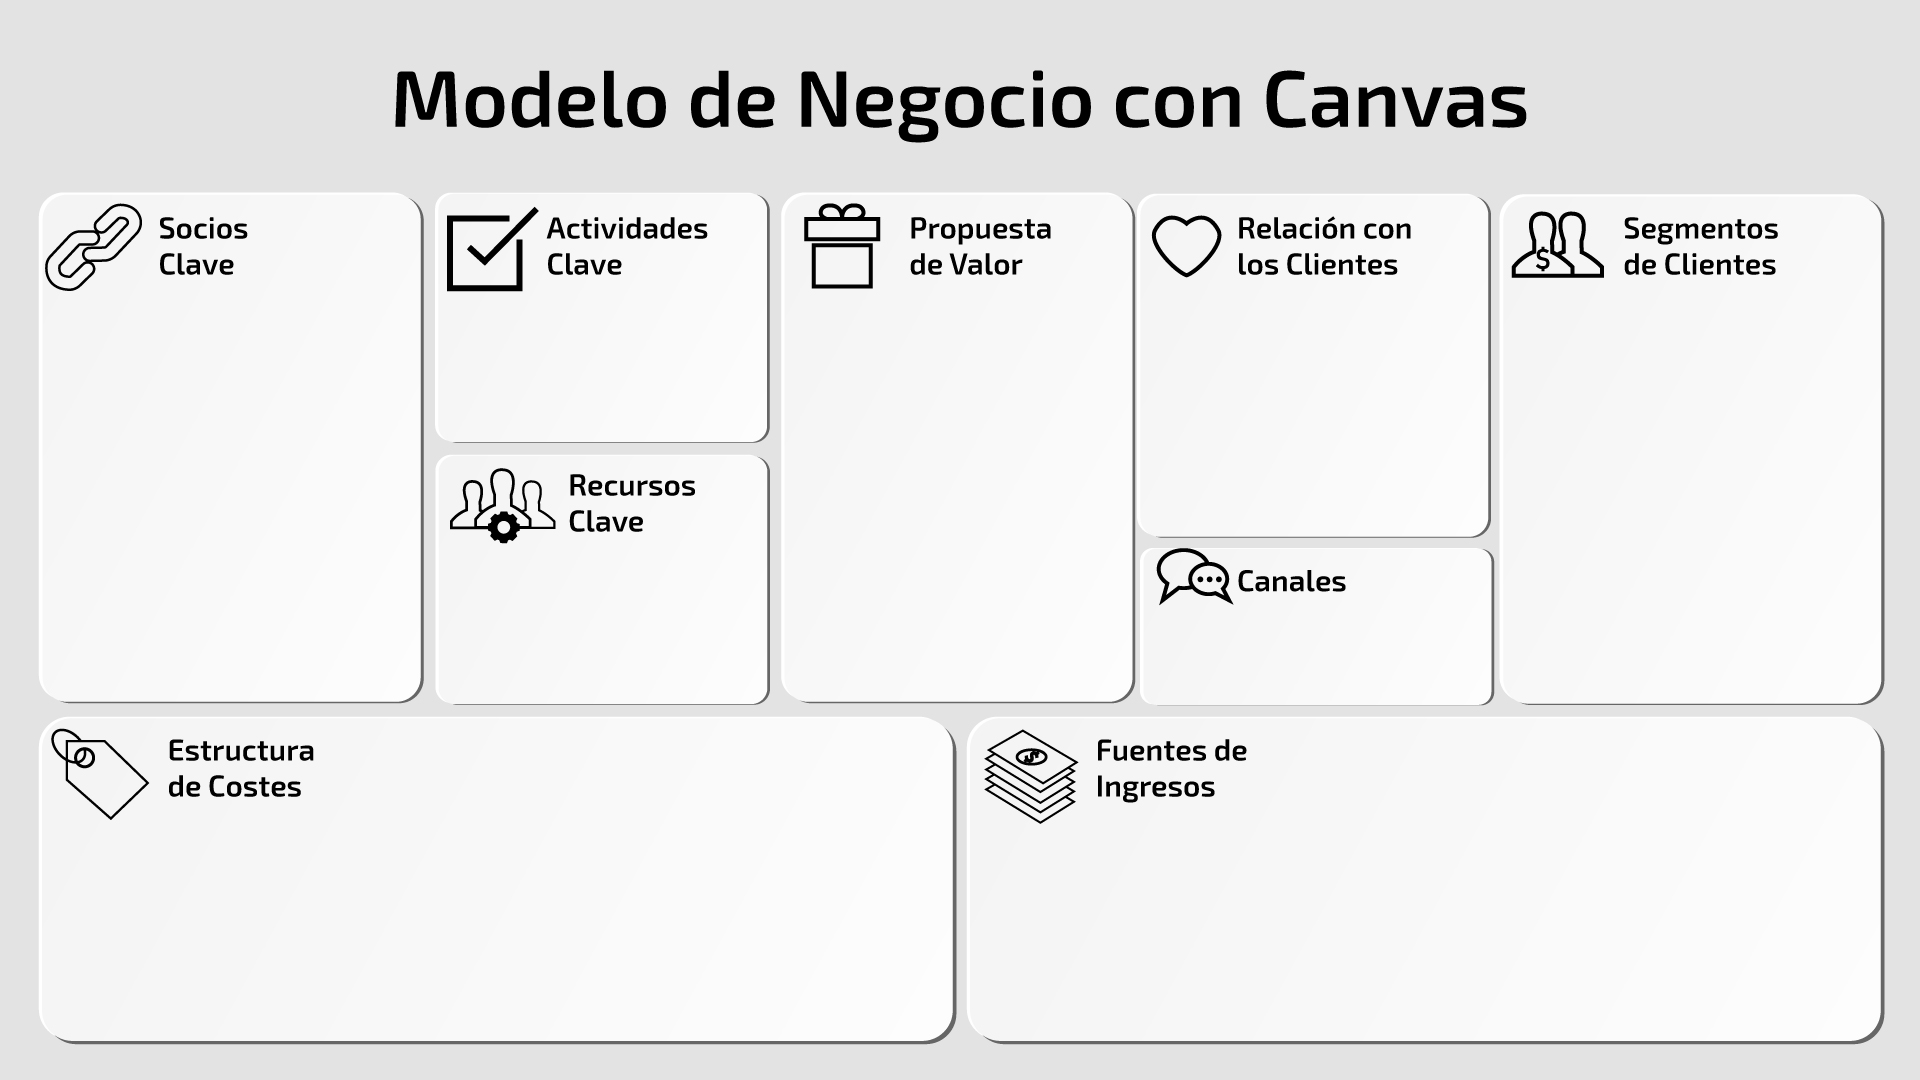 Modelo de Negocio con Canvas
Socios
Clave
Actividades
Clave
Recursos
Clave
Propuesta
de Valor
Relación con
los Clientes
Canales
Segmentos
de Clientes
Estructura
de Costes
Fuentes de
Ingresos